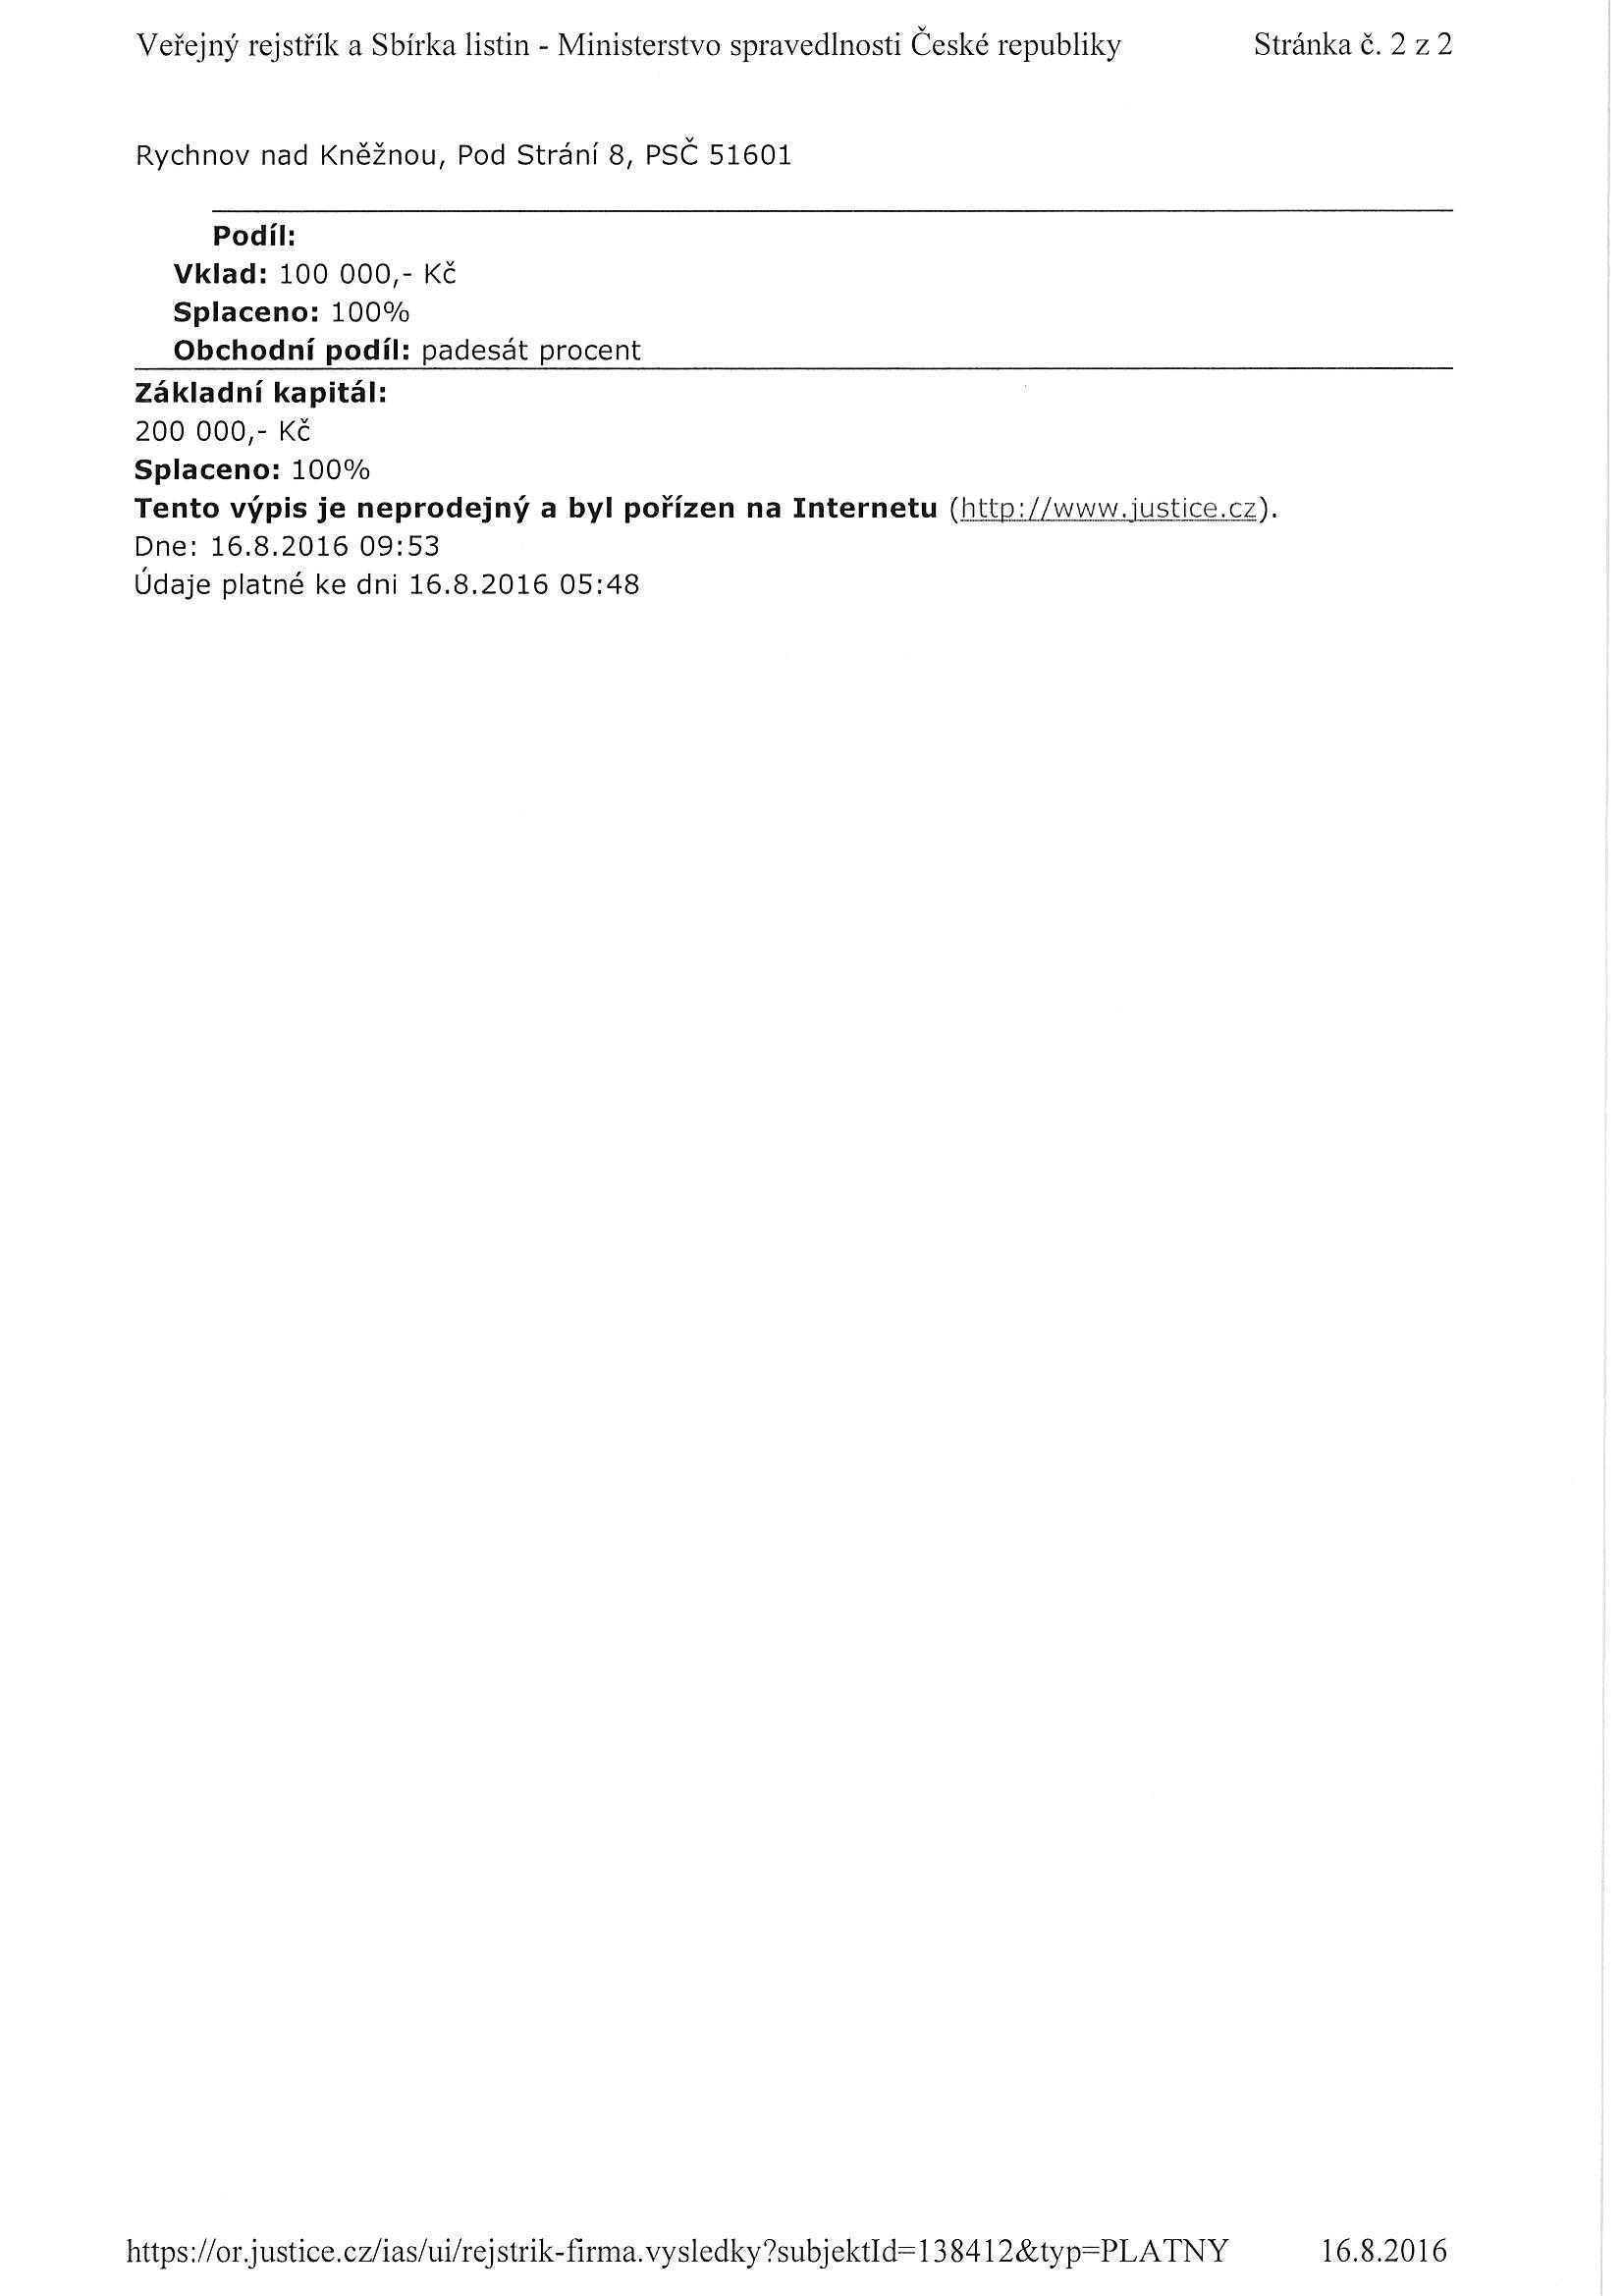 Veřejný rejstřík a Sbírka listin - Ministerstvo spravedlnosti České republiky Stránka č. 2 z 2
Rychnov nad Kněžnou, Pod Strání 8, PSČ 51601
Podíl:
Vklad: 100 000,- Kč
Splaceno: 100%
Obchodní podíl: padesát procent
Základní kapitál:
200 000,- Kč
Splaceno: 100%
Tento výpis je neprodejný a byl pořízen na Internetu (http://www.justice.cz).
Dne: 16.8.2016 09:53
Údaje platné ke dni 16.8.2016 05:48
https://or.justice.cz/ias/ui/rejstrik-firma.vysledky?subjektId=138412&typ=PLATNY 16.8.2016